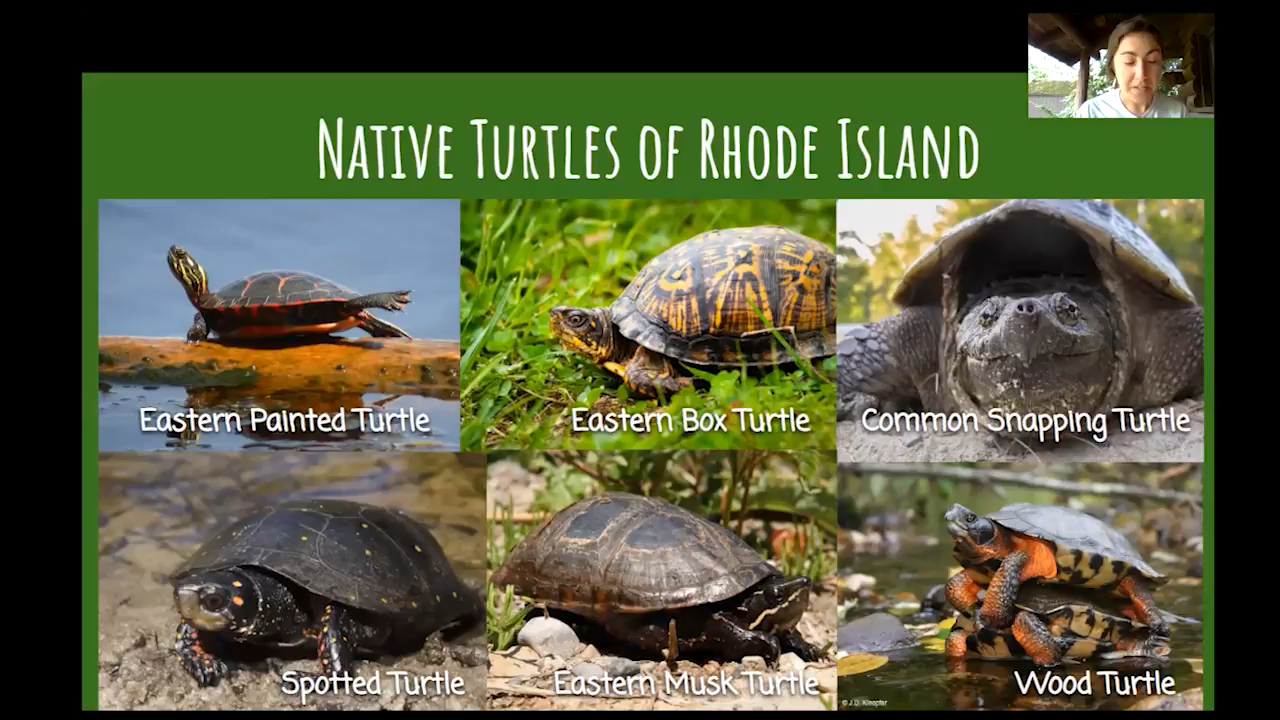 Native Turtles of Rhode Island
Eastern Painted Turtle
Eastern Box Turtle
Common Snapping Turtle
Spotted Turtle
Eastern Musk Turtle
Wood Turtle
© J.D. Kleopfer